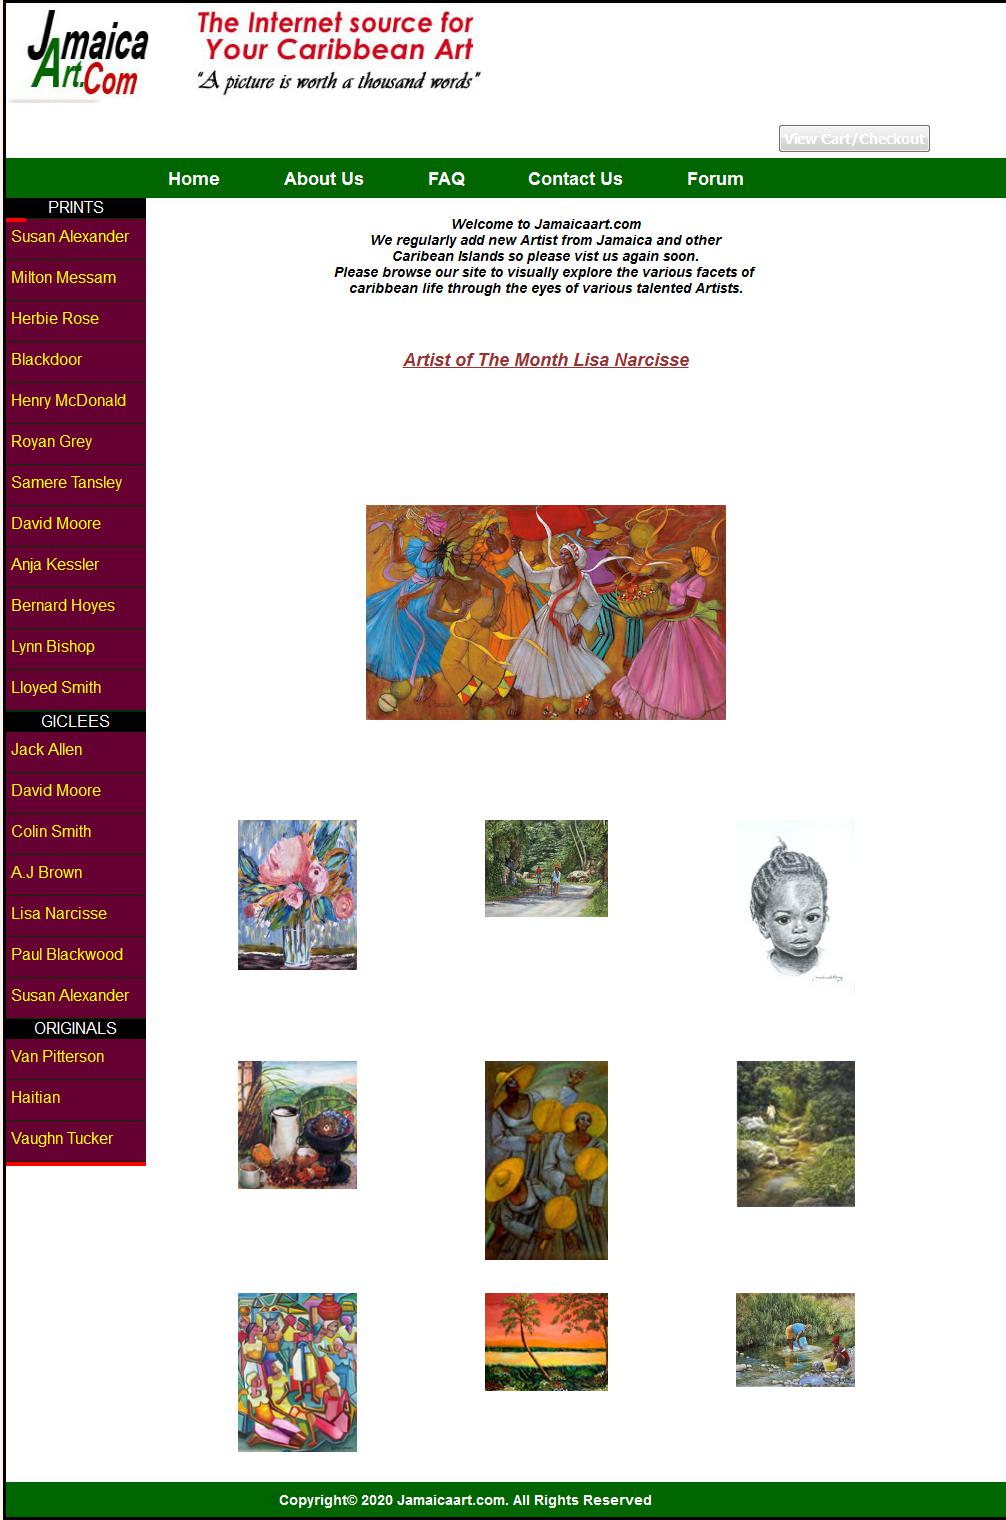 Jamaica
Art.Com
The Internet source for
Your Caribbean Art
"A picture is worth a thousand words"
View Cart/Checkout
Home About Us FAQ Contact Us Forum
PRINTS
Susan Alexander
Milton Messam
Herbie Rose
Blackdoor
Henry McDonald
Royan Grey
Samere Tansley
David Moore
Anja Kessler
Bernard Hoyes
Lynn Bishop
Lloyed Smith
GICLEES
Jack Allen
David Moore
Colin Smith
A.J Brown
Lisa Narcisse
Paul Blackwood
Susan Alexander
ORIGINALS
Van Pitterson
Haitian
Vaughn Tucker
Welcome to Jamaicaart.com
We regularly add new Artist from Jamaica and other
Caribean Islands so please vist us again soon.
Please browse our site to visually explore the various facets of
caribbean life through the eyes of various talented Artists.
Artist of The Month Lisa Narcisse
Copyright© 2020 Jamaicaart.com. All Rights Reserved